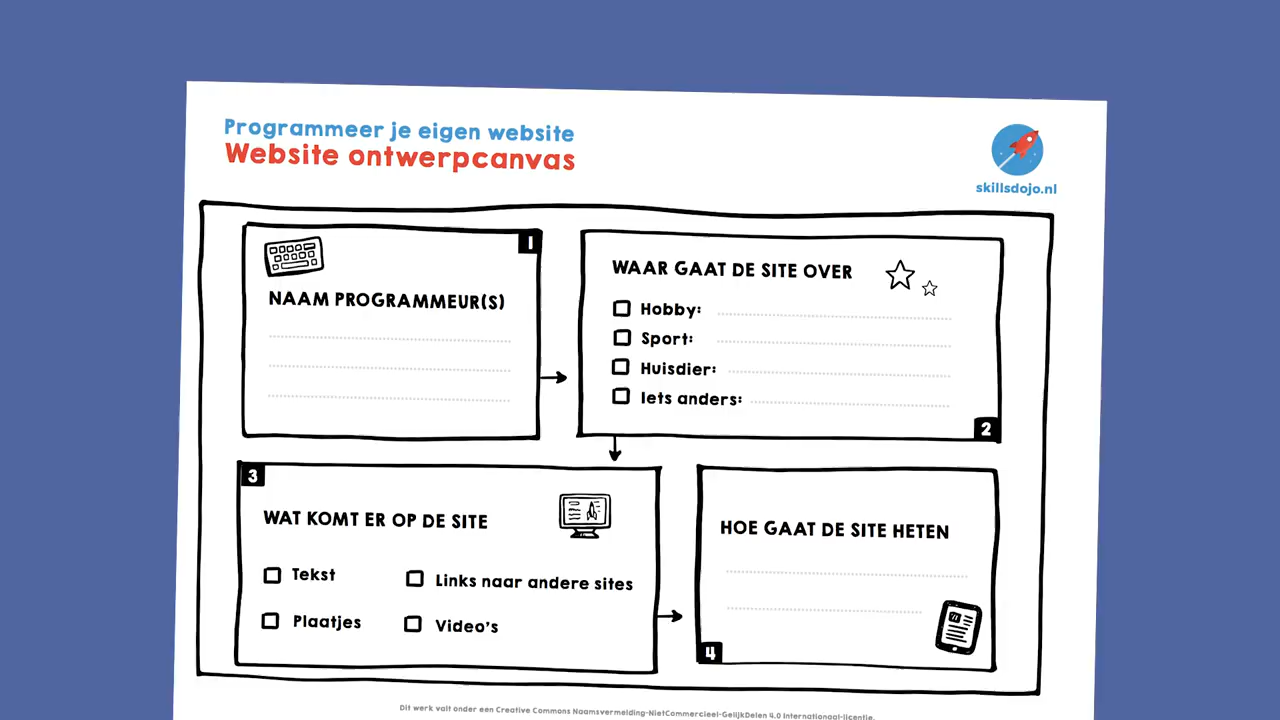 Programmeer je eigen website
Website ontwerpcanvas
skillsdojo.nl
1
NAAM PROGRAMMEUR(S)
WAAR GAAT DE SITE OVER
Hobby:
Sport:
Huisdier:
Iets anders:
2
3
WAT KOMT ER OP DE SITE
Tekst
Links naar andere sites
Plaatjes
Video's
HOE GAAT DE SITE HETEN
4
Dit werk valt onder een Creative Commons Naamsvermelding-NietCommercieel-GelijkDelen 4.0 Internationaal-licentie.